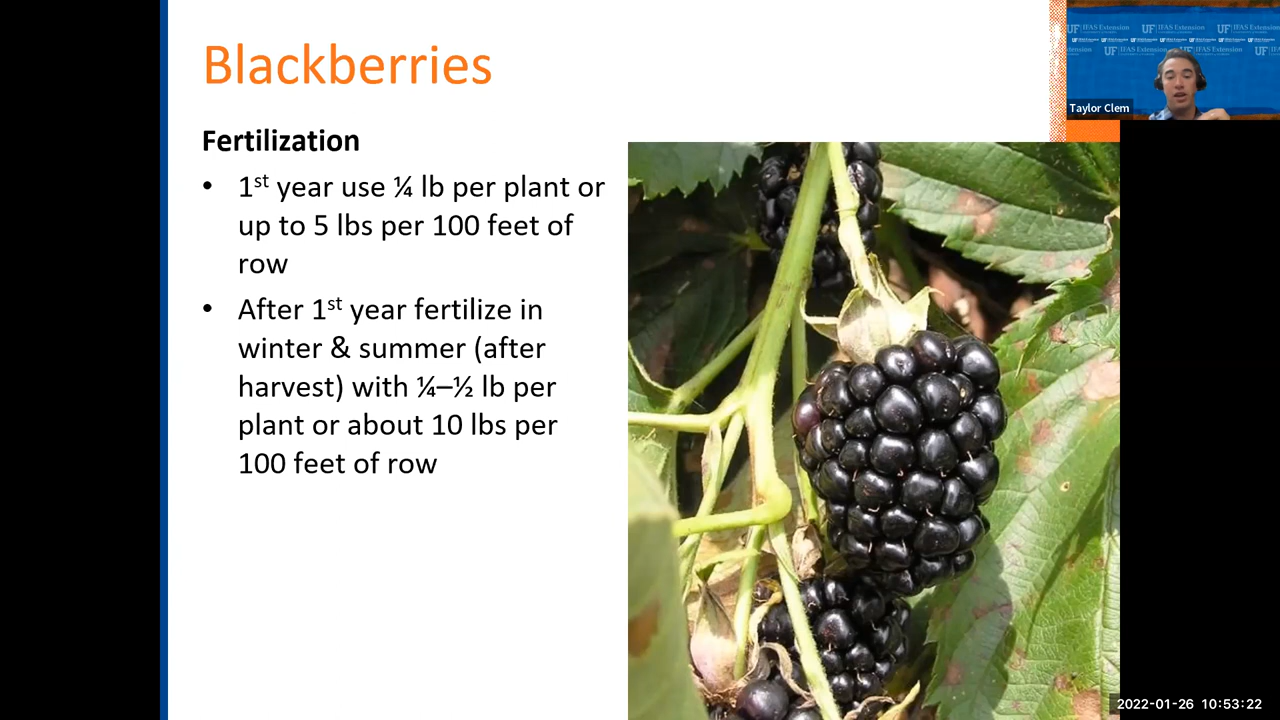 Blackberries
Fertilization
• 1st year use ¼ lb per plant or
up to 5 lbs per 100 feet of
row
• After 1st year fertilize in
winter & summer (after
harvest) with ¼–½ lb per
plant or about 10 lbs per
100 feet of row
UF IFAS Extension
Taylor Clem
2022-01-26 10:53:22